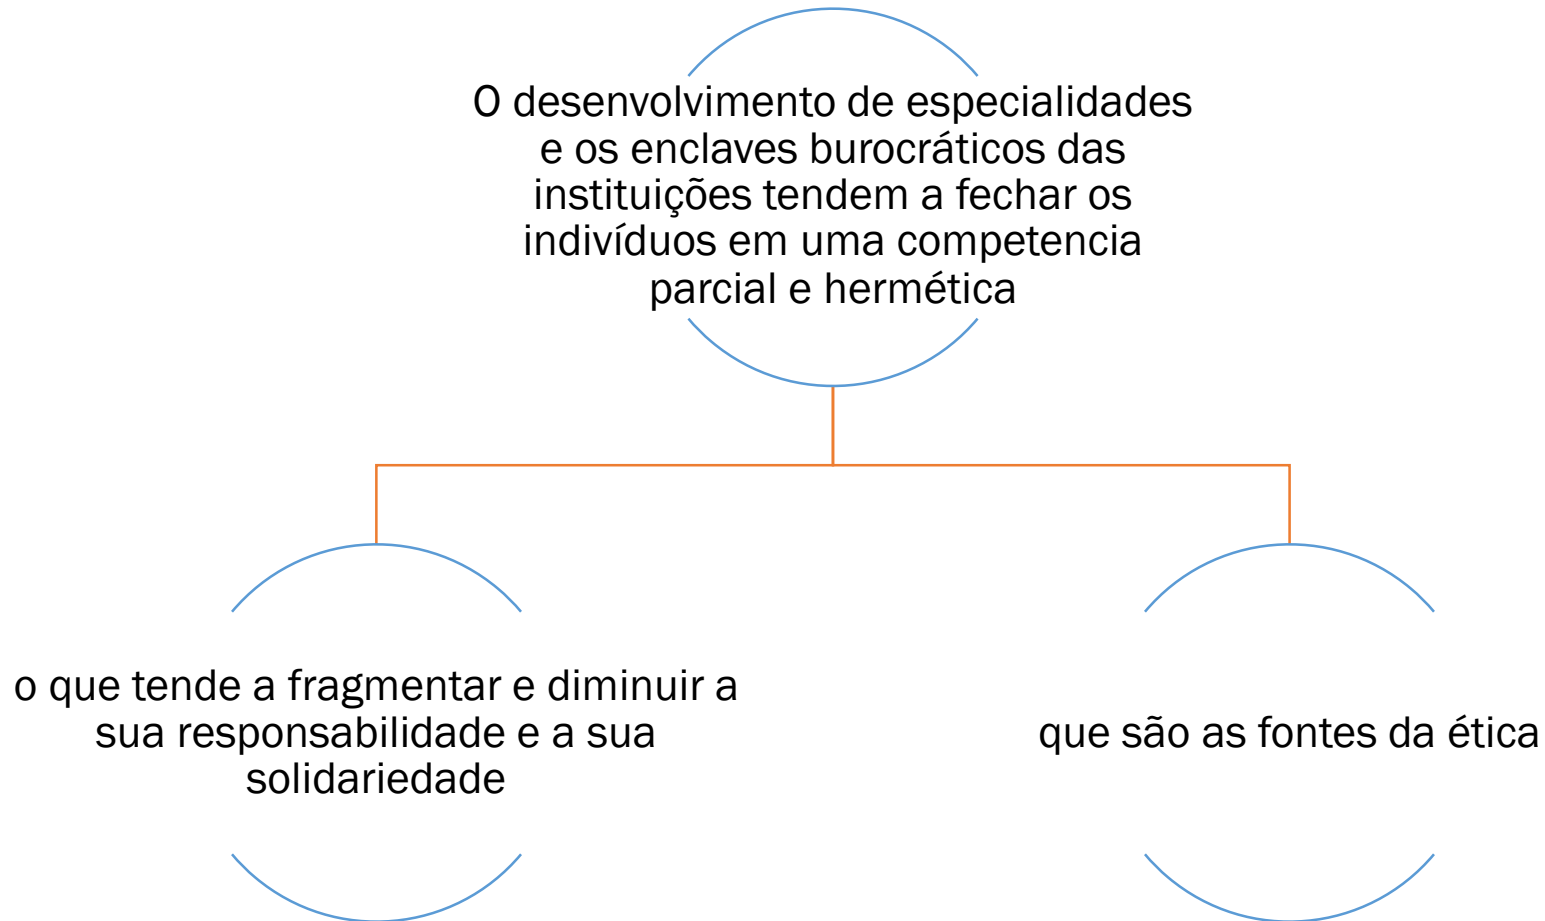 O desenvolvimento de especialidades
e os enclaves burocráticos das
instituições tendem a fechar os
indivíduos em uma competencia
parcial e hermética
o que tende a fragmentar e diminuir a
sua responsabilidade e a sua
solidariedade
que são as fontes da ética